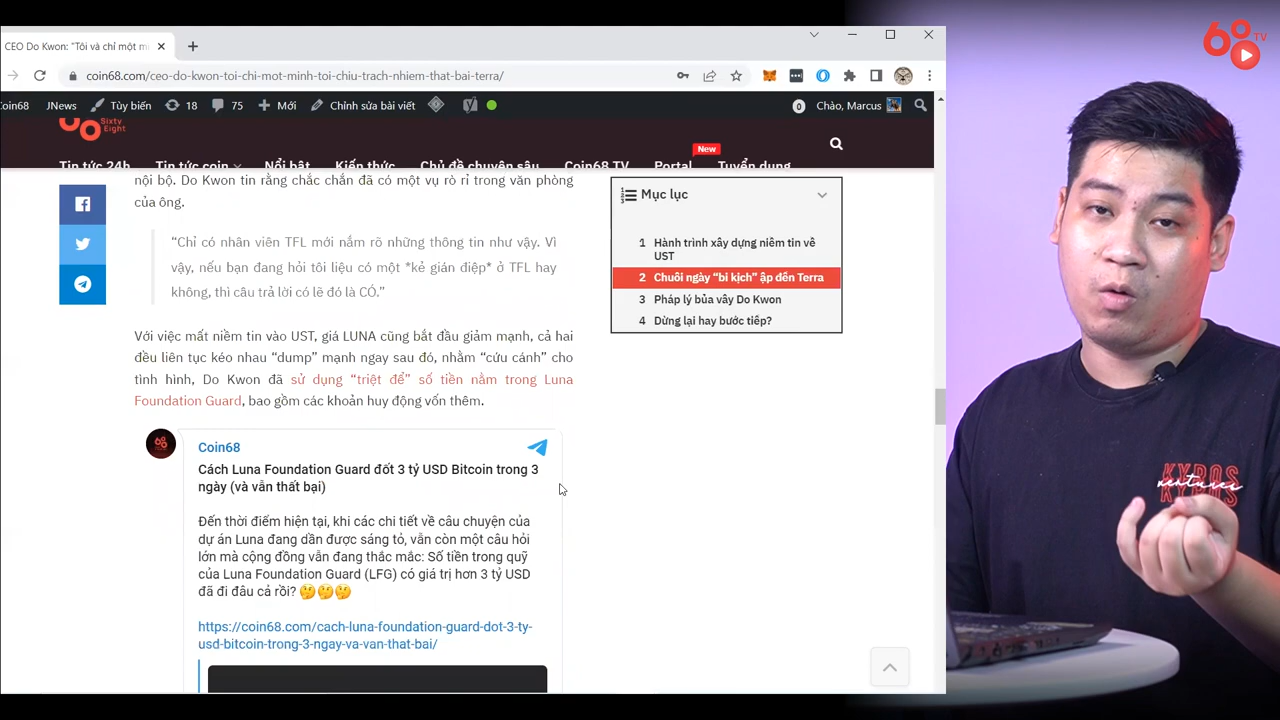 CEO Do Kwon: "Tôi và chỉ một mi
coin68.com/ceo-do-kwon-toi-chi-mot-minh-toi-chiu-trach-nhiem-that-bai-terra/
oin68 JNews Tùy biến 18 75 Mới Chỉnh sửa bài viết 0 Chào, Marcus
Sixty
Eight
New
Tin tức 24h Tin tức coin Nổi bật Kiến thức Chủ đề chuyên sâu Coin68 TV Portal Tuyển dụng
nội bộ. Do Kwon tin rằng chắc chắn đã có một vụ rò rỉ trong văn phòng
của ông.
“Chỉ có nhân viên TFL mới nắm rõ những thông tin như vậy. Vì
vậy, nếu bạn đang hỏi tôi liệu có một *kẻ gián điệp* ở TFL hay
không, thì câu trả lời có lẽ đó là CÓ.”
Với việc mất niềm tin vào UST, giá LUNA cũng bắt đầu giảm mạnh, cả hai
đều liên tục kéo nhau “dump” mạnh ngay sau đó, nhằm “cứu cánh” cho
tình hình, Do Kwon đã sử dụng “triệt để” số tiền nằm trong Luna
Foundation Guard, bao gồm các khoản huy động vốn thêm.
Coin68
Cách Luna Foundation Guard đốt 3 tỷ USD Bitcoin trong 3
ngày (và vẫn thất bại)
Đến thời điểm hiện tại, khi các chi tiết về câu chuyện của
dự án Luna đang dần được sáng tỏ, vẫn còn một câu hỏi
lớn mà cộng đồng vẫn đang thắc mắc: Số tiền trong quỹ
của Luna Foundation Guard (LFG) có giá trị hơn 3 tỷ USD
đã đi đâu cả rồi? 🤔🤔🤔
https://coin68.com/cach-luna-foundation-guard-dot-3-ty-
usd-bitcoin-trong-3-ngay-va-van-that-bai/
Mục lục
1 Hành trình xây dựng niềm tin về
UST
2 Chuỗi ngày “bi kịch” ập đến Terra
3 Pháp lý bủa vây Do Kwon
4 Dừng lại hay bước tiếp?
68 TV
KYROS
ventures
KYROS